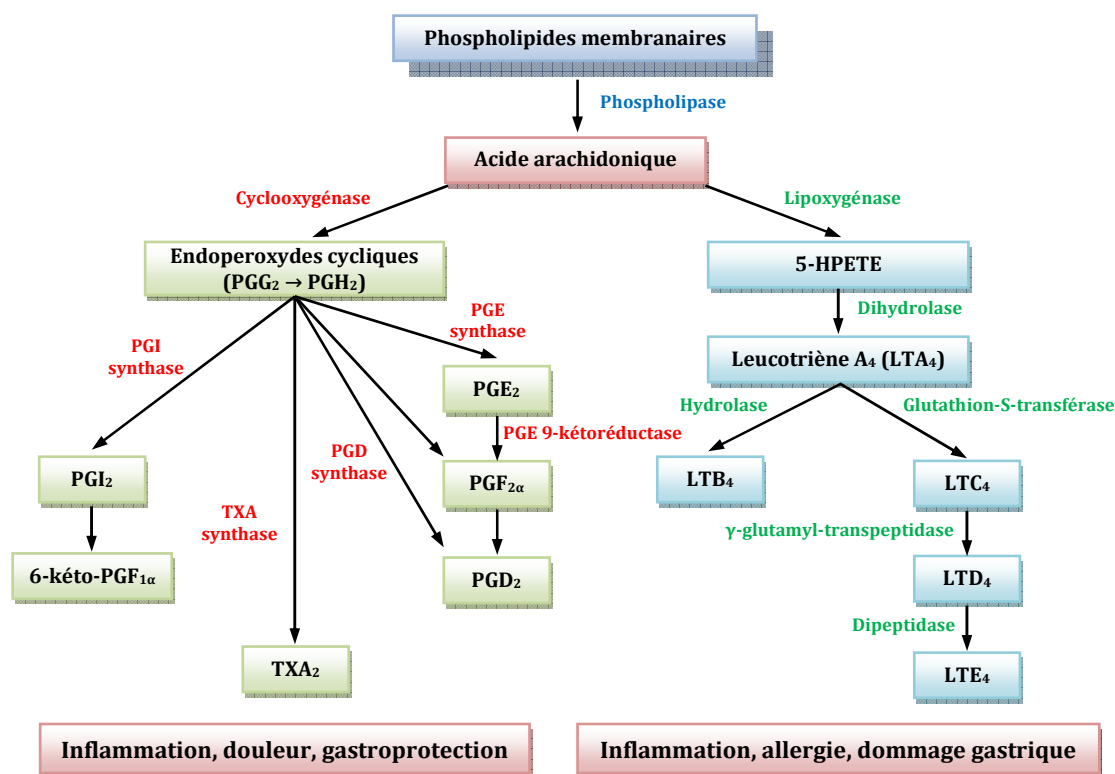 Phospholipides membranaires
Phospholipase
Acide arachidonique
Cyclooxygénase
Lipoxygénase
Endoperoxydes cycliques
(PGG₂ → PGH₂)
5-HPETE
PGE
synthase
Dihydrolase
PGI
synthase
Leucotriène A₄ (LTA₄)
PGE₂
Hydrolase
Glutathion-S-transférase
PGE 9-kétoréductase
PGD
synthase
PGI₂
PGF₂α
LTB₄
LTC₄
TXA
synthase
γ-glutamyl-transpeptidase
6-kéto-PGF₁α
PGD₂
LTD₄
Dipeptidase
TXA₂
LTE₄
Inflammation, douleur, gastroprotection
Inflammation, allergie, dommage gastrique